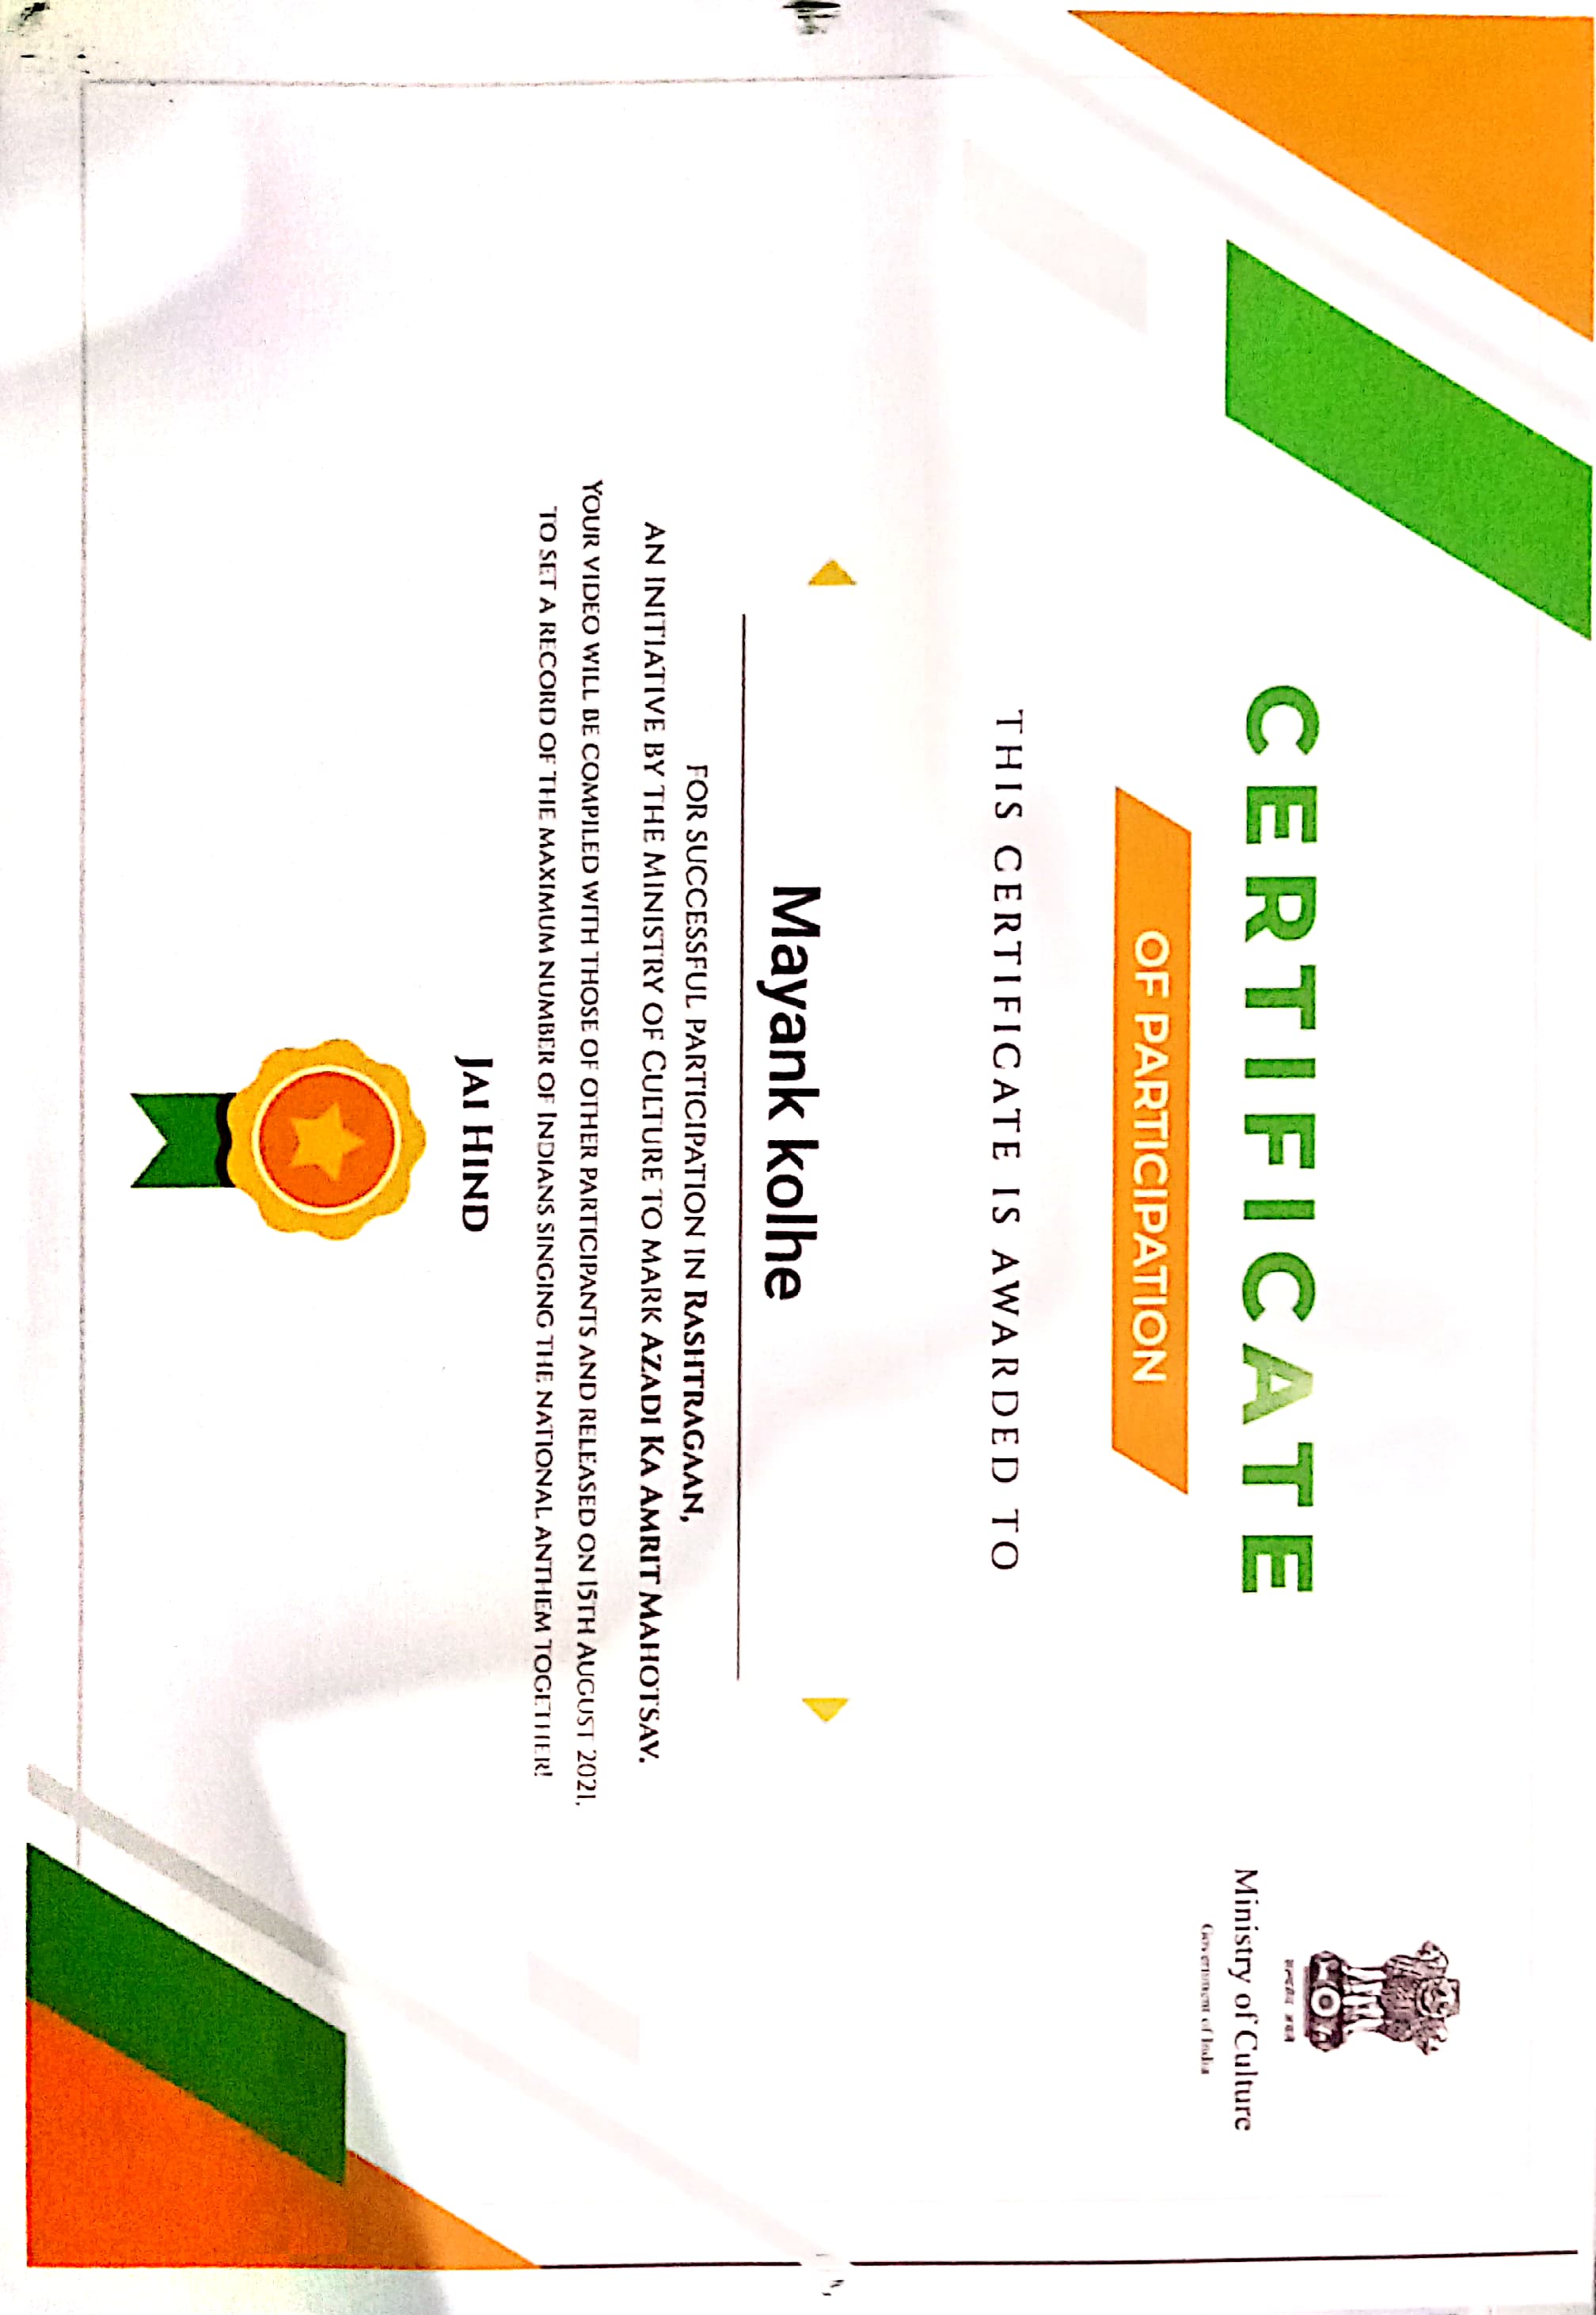 CERTIFICATE
OF PARTICIPATION
Ministry of Culture
Government of India
THIS CERTIFICATE IS AWARDED TO
Mayank kolhe
FOR SUCCESSFUL PARTICIPATION IN RASHTRAGAAN,
AN INITIATIVE BY THE MINISTRY OF CULTURE TO MARK AZADI KA AMRIT MAHOTSAV.
YOUR VIDEO WILL BE COMPILED WITH THOSE OF OTHER PARTICIPANTS AND RELEASED ON 15TH AUGUST 2021,
TO SET A RECORD OF THE MAXIMUM NUMBER OF INDIANS SINGING THE NATIONAL ANTHEM TOGETHER!
JAI HIND